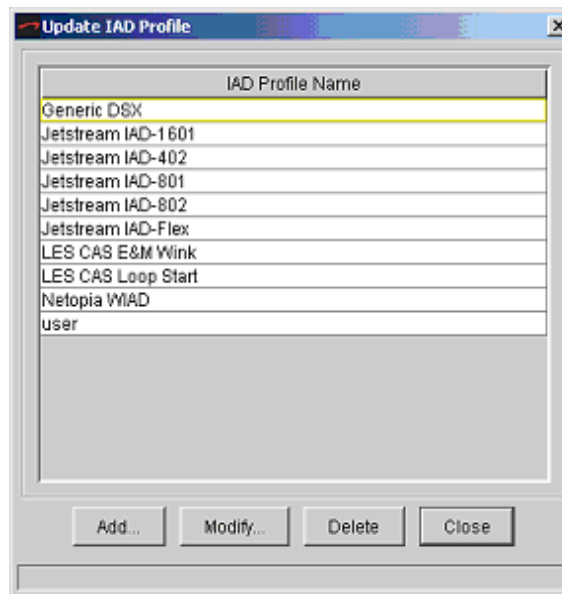 Update IAD Profile
IAD Profile Name
Generic DSX
Jetstream IAD-1601
Jetstream IAD-402
Jetstream IAD-801
Jetstream IAD-802
Jetstream IAD-Flex
LES CAS E&M Wink
LES CAS Loop Start
Netopia WIAD
user
Add... Modify... Delete Close